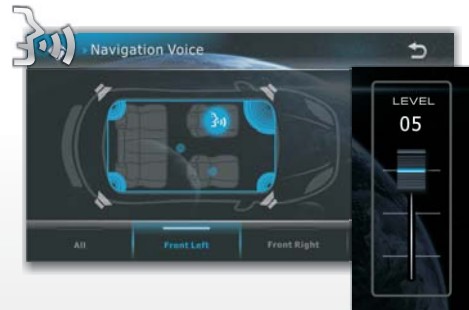 Navigation Voice
LEVEL
05
All
Front Left
Front Right